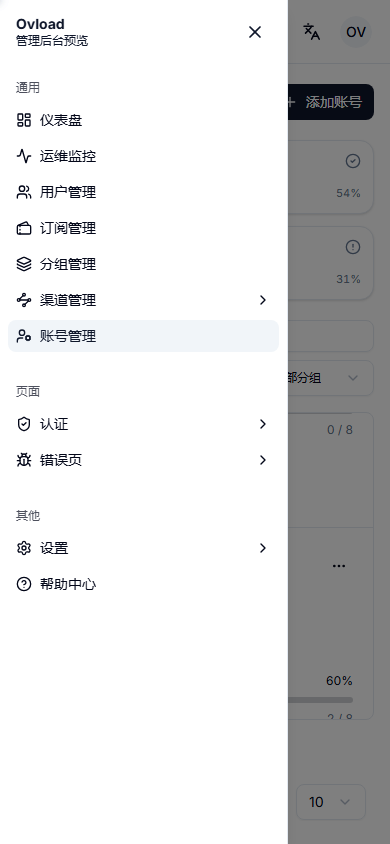 Ovload
管理后台预览
OV
添加账号
通用
仪表盘
运维监控
54%
用户管理
订阅管理
分组管理
31%
渠道管理
账号管理
部分组
页面
认证
0 / 8
错误页
其他
设置
帮助中心
60%
2 / 8
10